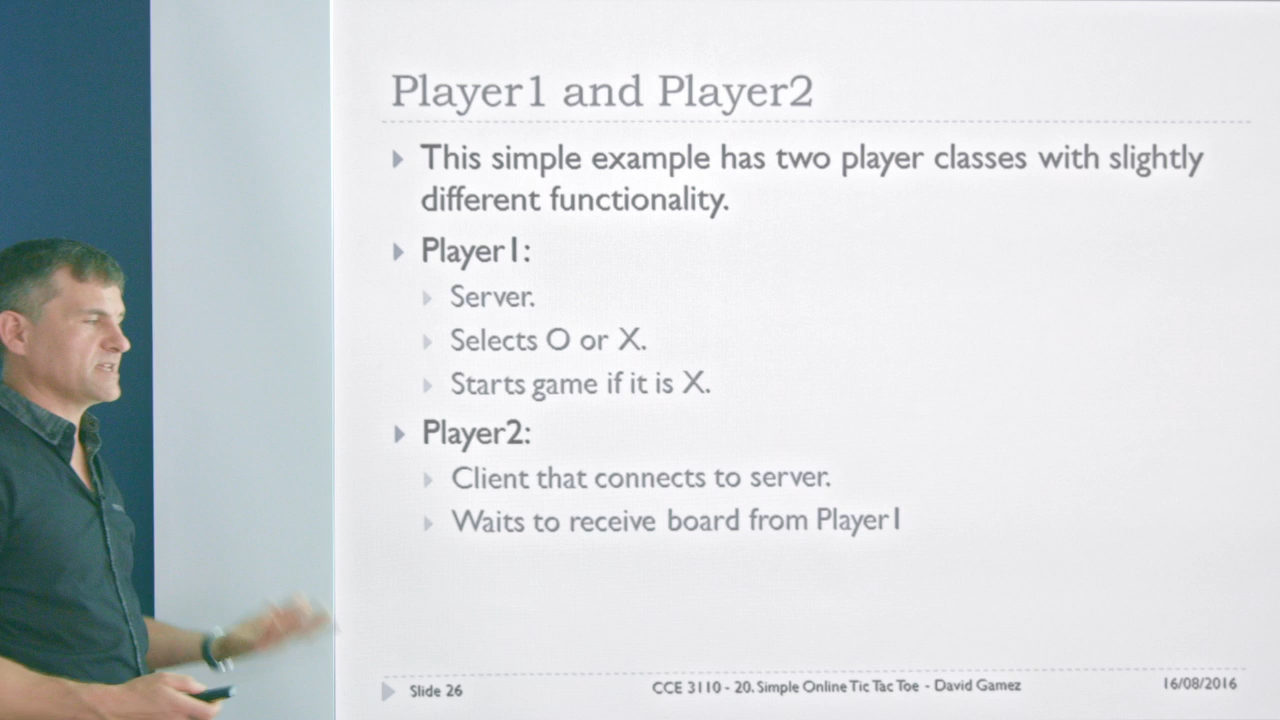 Player1 and Player2
This simple example has two player classes with slightly
different functionality.
Player1:
Server.
Selects O or X.
Starts game if it is X.
Player2:
Client that connects to server.
Waits to receive board from Player1
Slide 26
CCE 3110 - 20. Simple Online Tic Tac Toe - David Gamez
16/08/2016